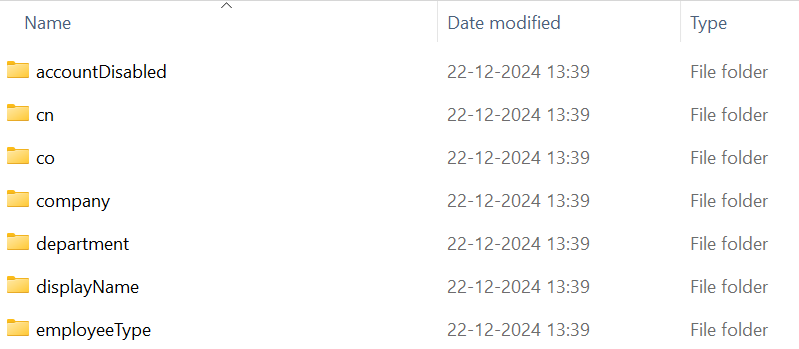 Name Date modified Type
accountDisabled 22-12-2024 13:39 File folder
cn 22-12-2024 13:39 File folder
co 22-12-2024 13:39 File folder
company 22-12-2024 13:39 File folder
department 22-12-2024 13:39 File folder
displayName 22-12-2024 13:39 File folder
employeeType 22-12-2024 13:39 File folder